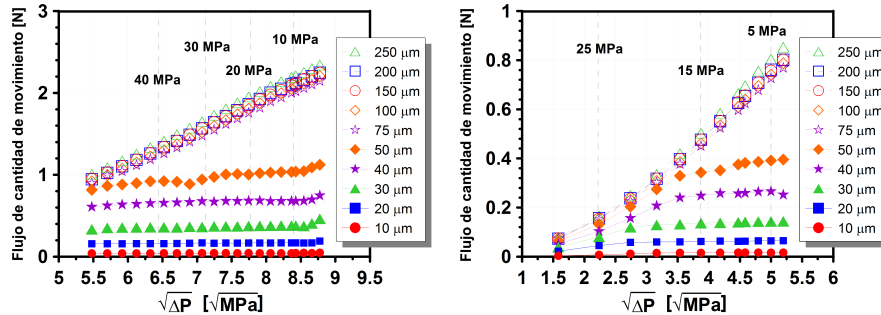 Flujo de cantidad de movimiento [N]
3
2
1
0
40 MPa
30 MPa
20 MPa
10 MPa
250 μm
200 μm
150 μm
100 μm
75 μm
50 μm
40 μm
30 μm
20 μm
10 μm
5 5.5 6 6.5 7 7.5 8 8.5 9 9.5
√ΔP [√MPa]
Flujo de cantidad de movimiento [N]
1
0.8
0.6
0.4
0.2
0
25 MPa
15 MPa
5 MPa
250 μm
200 μm
150 μm
100 μm
75 μm
50 μm
40 μm
30 μm
20 μm
10 μm
1 1.5 2 2.5 3 3.5 4 4.5 5 5.5 6
√ΔP [√MPa]